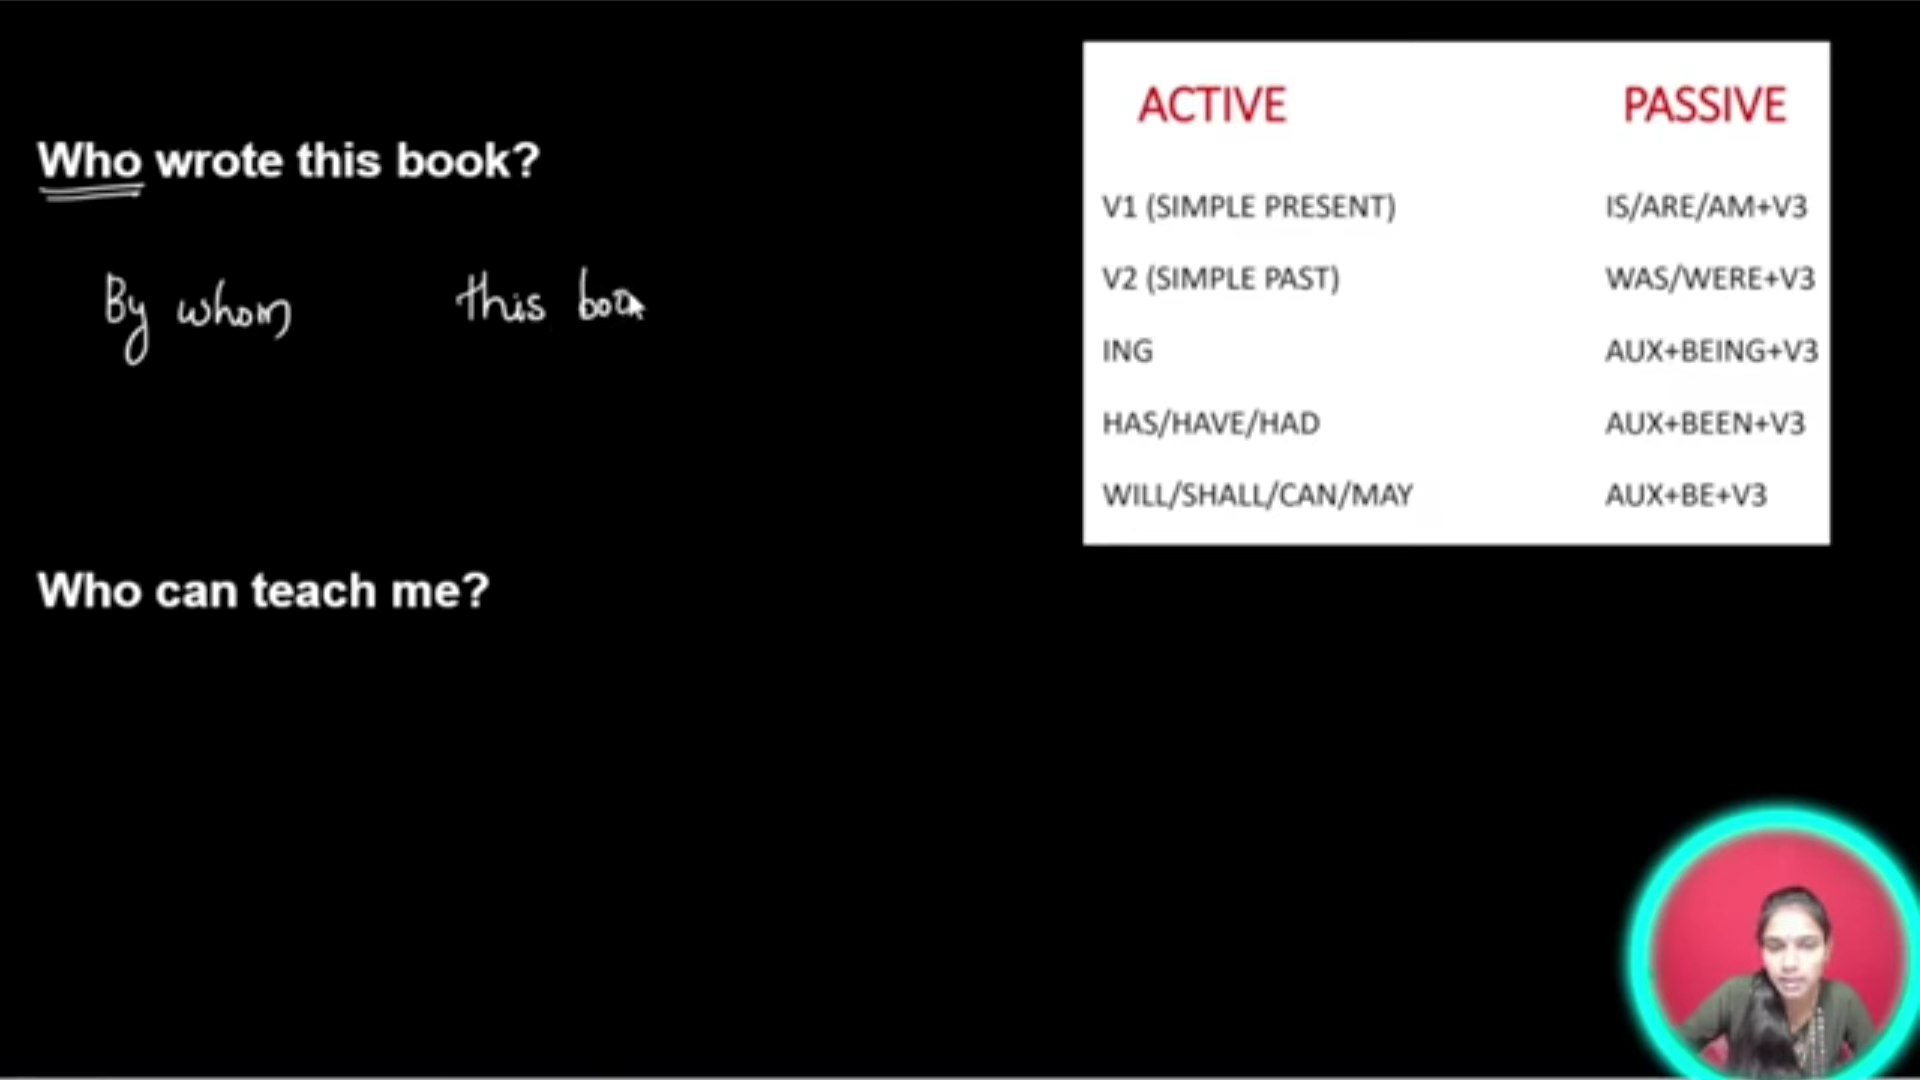 Who wrote this book?
By whom this boo
Who can teach me?
ACTIVE PASSIVE
V1 (SIMPLE PRESENT) IS/ARE/AM+V3
V2 (SIMPLE PAST) WAS/WERE+V3
ING AUX+BEING+V3
HAS/HAVE/HAD AUX+BEEN+V3
WILL/SHALL/CAN/MAY AUX+BE+V3